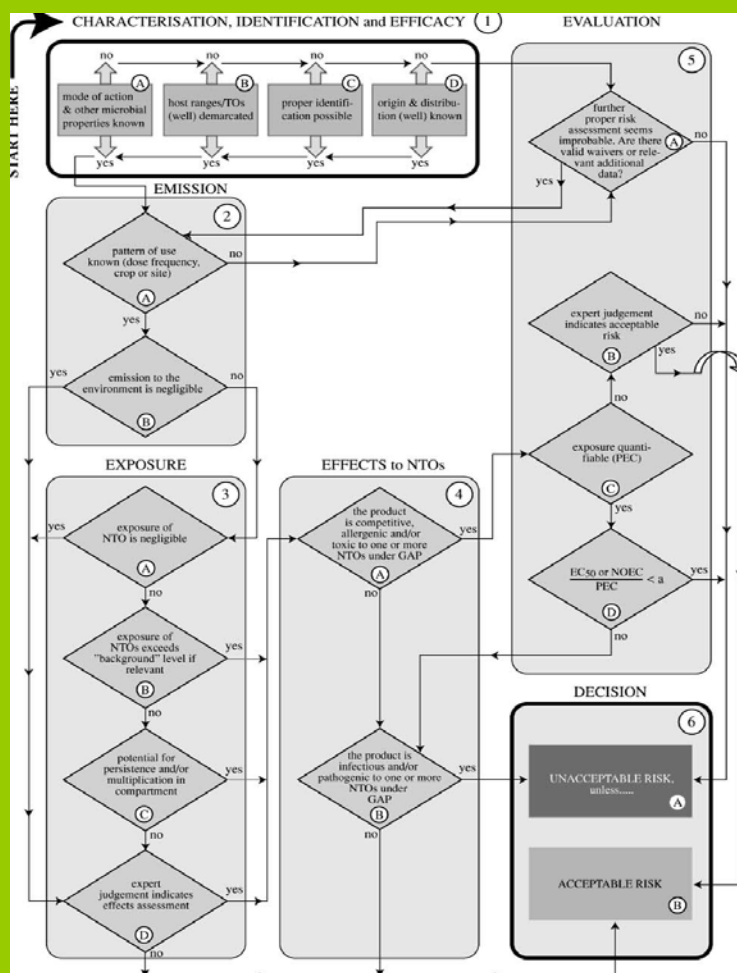 CHARACTERISATION, IDENTIFICATION and EFFICACY
1
START HERE
no
no
no
no
A
mode of action
& other microbial
properties known
B
host ranges/TOs
(well) demarcated
C
proper identifi-
cation possible
D
origin & distribu-
tion (well) known
yes
yes
yes
yes
EMISSION
2
pattern of use
known (dose frequency,
crop or site)
A
no
yes
yes
emission to the
environment is negligible
B
no
EXPOSURE
3
yes
exposure of
NTO is negligible
A
no
exposure of
NTOs exceeds
"background" level if
relevant
B
yes
no
potential for
persistence and/or
multiplication in
compartment
C
yes
no
expert
judgement indicates
effects assessment
D
yes
no
EFFECTS to NTOs
4
the product
is competitive,
allergenic and/or
toxic to one or more
NTOs under GAP
A
yes
no
the product is
infectious and/or
pathogenic to one or more
NTOs under
GAP
B
yes
no
EVALUATION
5
further
proper risk
assessment seems
improbable. Are there
valid waivers or rele-
vant additional
data?
A
no
yes
expert judgement
indicates acceptable
risk
B
no
yes
no
exposure quanti-
fiable (PEC)
C
yes
EC50 or NOEC
PEC
< a
D
yes
no
DECISION
6
UNACCEPTABLE RISK,
unless.....
A
ACCEPTABLE RISK
B